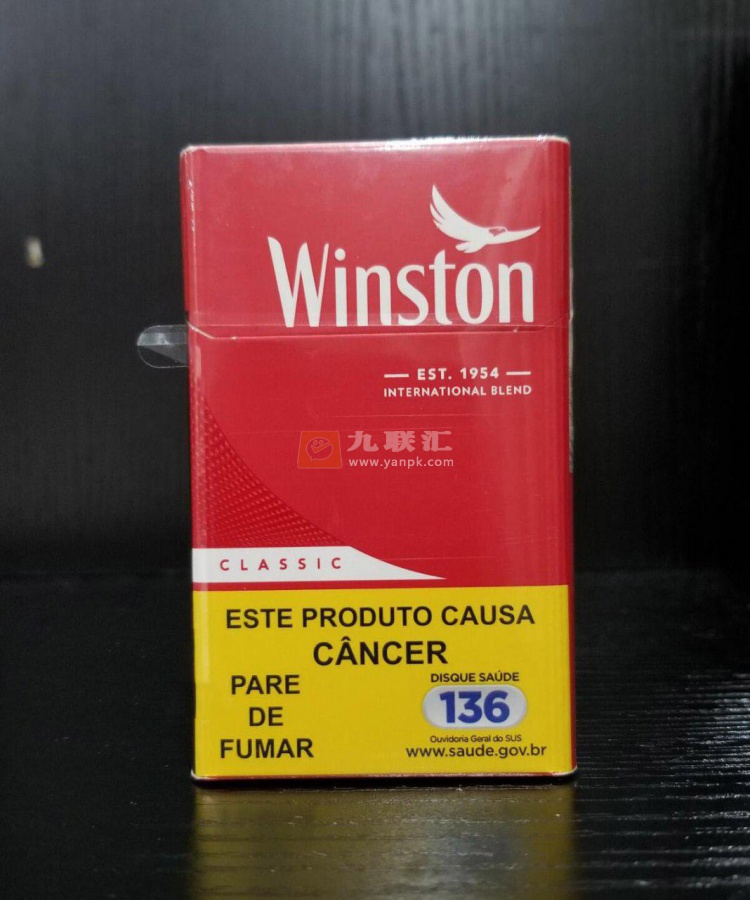 Winston
EST. 1954
INTERNATIONAL BLEND
九联汇
www.yanpk.com
CLASSIC
ESTE PRODUTO CAUSA
CÂNCER
PARE
DE
FUMAR
DISQUE SAÚDE
136
Ouvidoria Geral do SUS
www.saude.gov.br